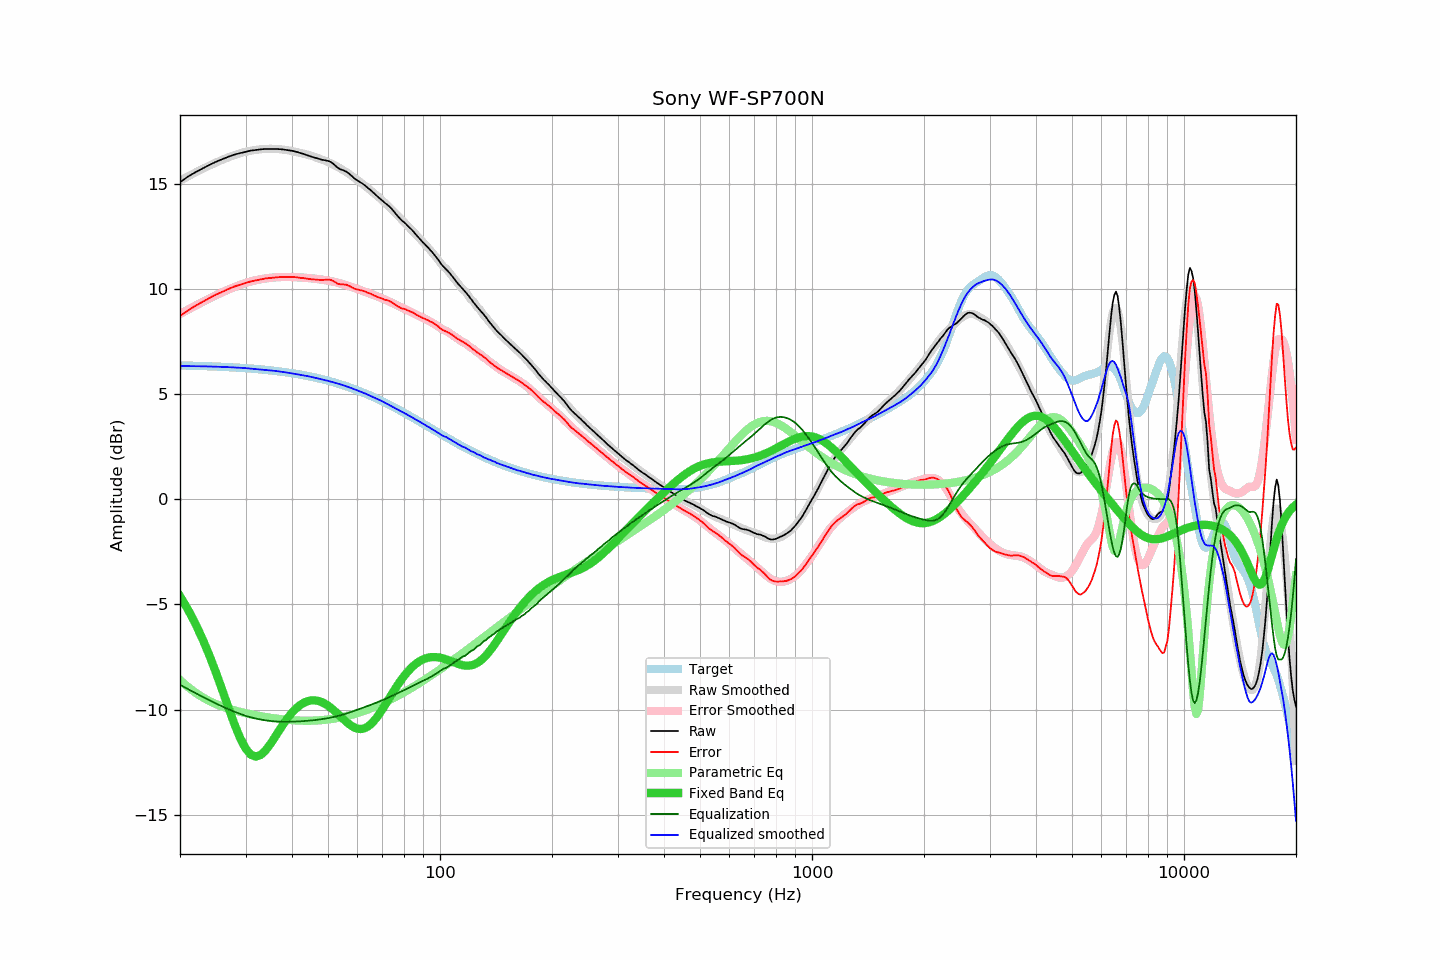 Sony WF-SP700N
Amplitude (dBr)
15
10
5
0
−5
−10
−15
Target
Raw Smoothed
Error Smoothed
Raw
Error
Parametric Eq
Fixed Band Eq
Equalization
Equalized smoothed
100
1000
10000
Frequency (Hz)